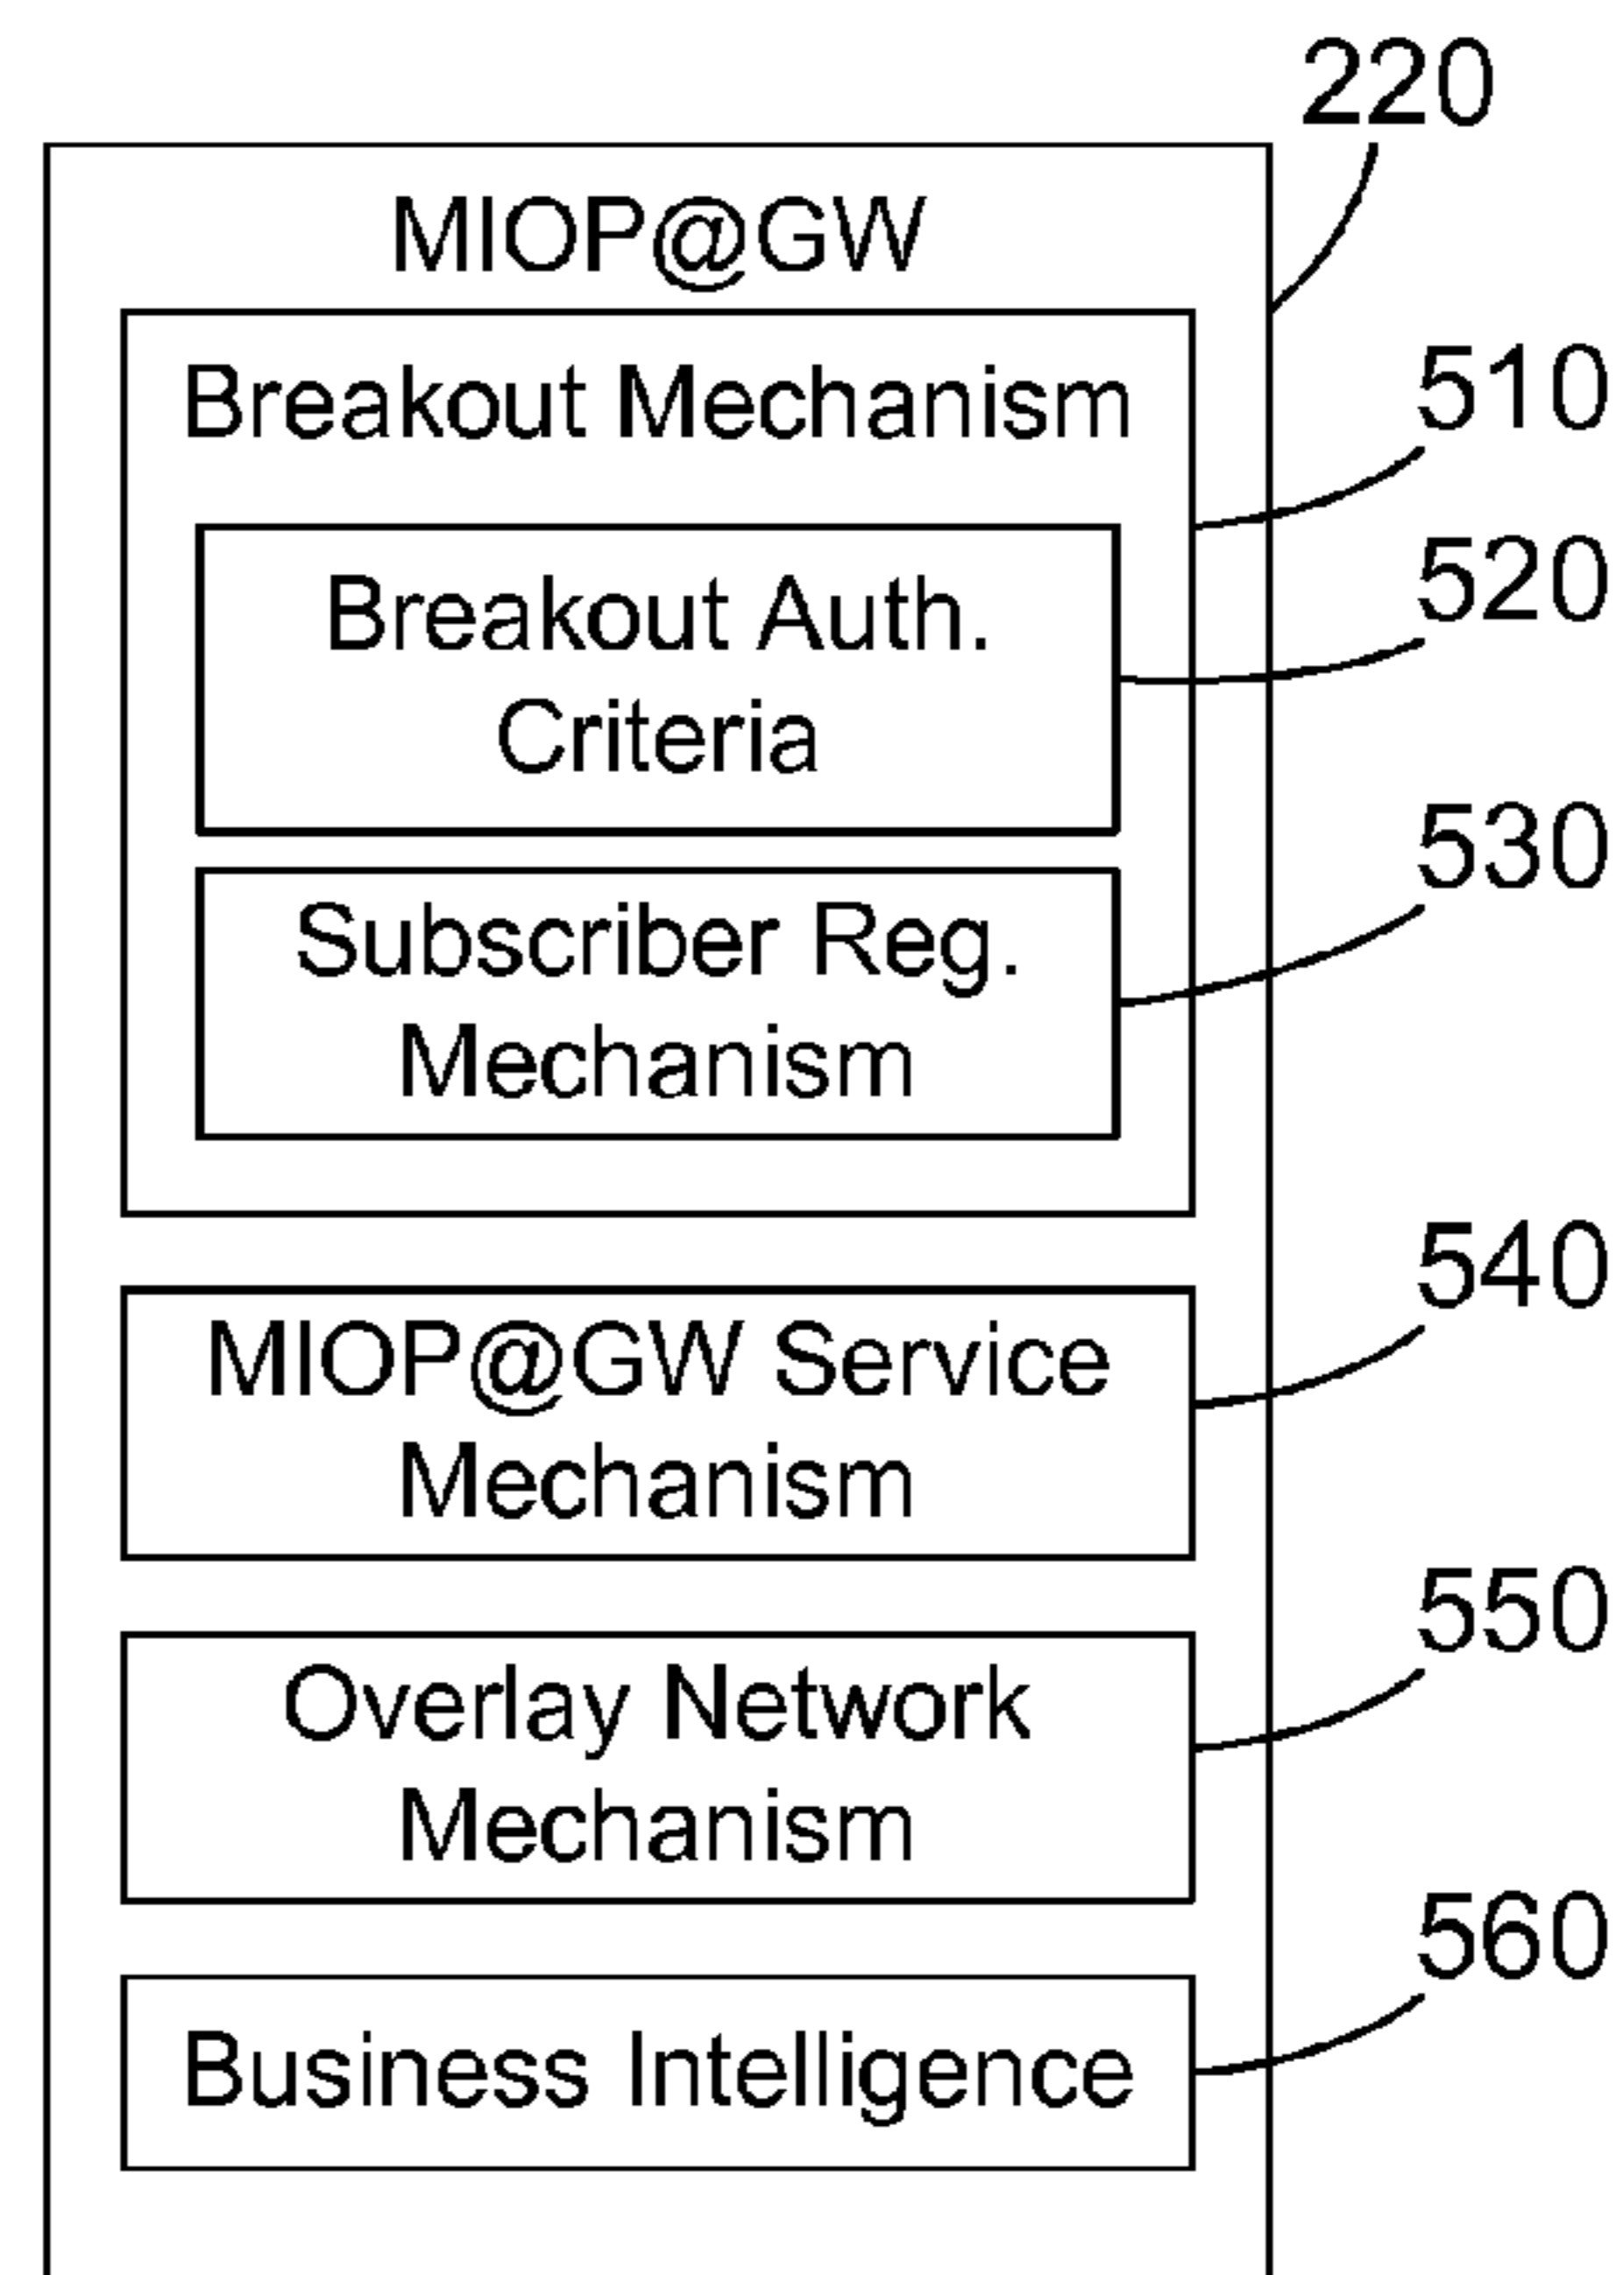 220
MIOP@GW
Breakout Mechanism
510
Breakout Auth.
Criteria
520
Subscriber Reg.
Mechanism
530
MIOP@GW Service
Mechanism
540
Overlay Network
Mechanism
550
Business Intelligence
560